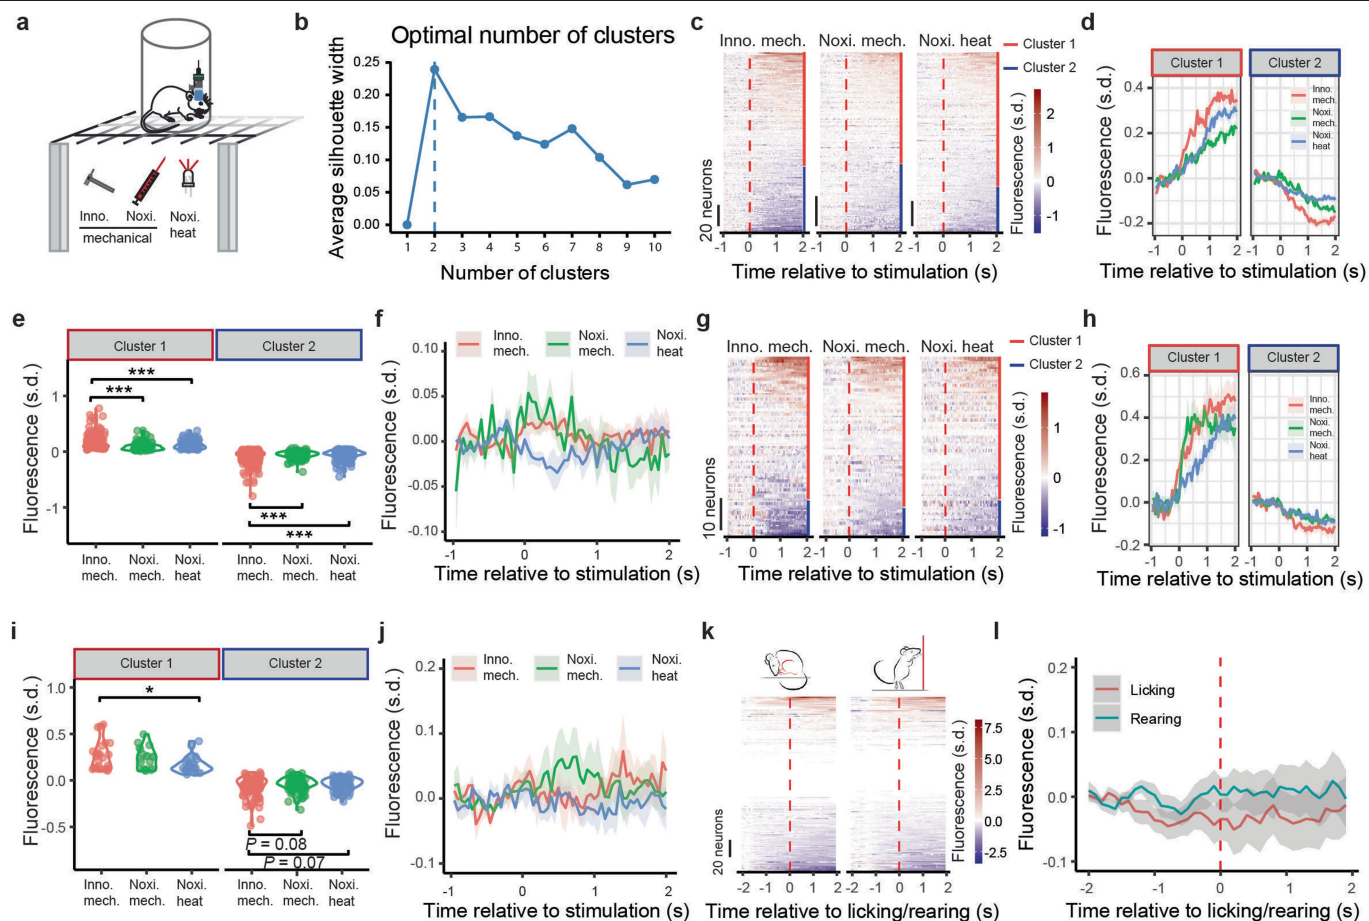 a
Inno. Noxi. Noxi.
mechanical heat
b
Optimal number of clusters
Average silhouette width
0.25
0.20
0.15
0.10
0.05
0.00
1 2 3 4 5 6 7 8 9 10
Number of clusters
c
Inno. mech. Noxi. mech. Noxi. heat
Cluster 1
Cluster 2
20 neurons
Fluorescence (s.d.)
2
1
0
-1
-1 0 1 2 -1 0 1 2 -1 0 1 2
Time relative to stimulation (s)
d
Cluster 1 Cluster 2
Fluorescence (s.d.)
0.4
0.2
0.0
-0.2
Inno.
mech.
Noxi.
mech.
Noxi.
heat
-1 0 1 2 -1 0 1 2
Time relative to stimulation (s)
e
Cluster 1 Cluster 2
Fluorescence (s.d.)
1
0
-1
***
***
***
***
Inno. Noxi. Noxi. Inno. Noxi. Noxi.
mech. mech. heat mech. mech. heat
f
Inno. Noxi. Noxi.
mech. mech. heat
Fluorescence (s.d.)
0.10
0.05
0.00
-0.05
-0.10
-1 0 1 2
Time relative to stimulation (s)
g
Inno. mech. Noxi. mech. Noxi. heat
Cluster 1
Cluster 2
10 neurons
Fluorescence (s.d.)
1
0
-1
-1 0 1 2 -1 0 1 2 -1 0 1 2
Time relative to stimulation (s)
h
Cluster 1 Cluster 2
Fluorescence (s.d.)
0.6
0.4
0.2
0.0
-0.2
Inno.
mech.
Noxi.
mech.
Noxi.
heat
-1 0 1 2 -1 0 1 2
Time relative to stimulation (s)
i
Cluster 1 Cluster 2
Fluorescence (s.d.)
1.0
0.5
0.0
-0.5
*
P = 0.08
P = 0.07
Inno. Noxi. Noxi. Inno. Noxi. Noxi.
mech. mech. heat mech. mech. heat
j
Inno. Noxi. Noxi.
mech. mech. heat
Fluorescence (s.d.)
0.2
0.1
0.0
-0.1
-1 0 1 2
Time relative to stimulation (s)
k
20 neurons
Fluorescence (s.d.)
7.5
5.0
2.5
0
-2.5
-2 -1 0 1 2 -2 -1 0 1 2
Time relative to licking/rearing (s)
l
Licking
Rearing
Fluorescence (s.d.)
0.2
0.1
0.0
-0.1
-2 -1 0 1 2
Time relative to licking/rearing (s)